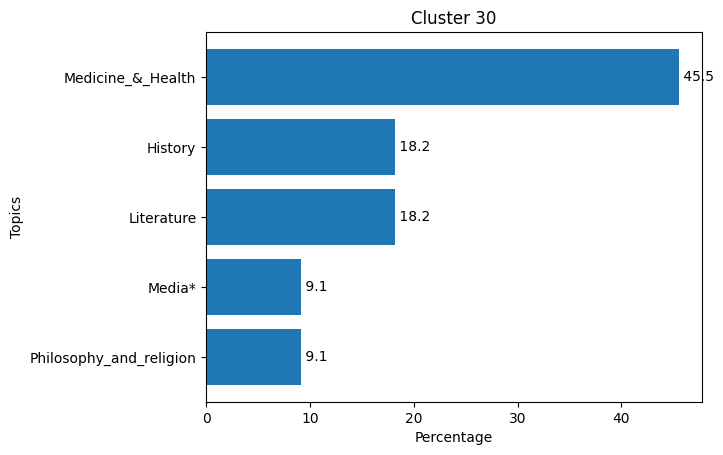 Cluster 30
Topics
Medicine_&_Health
45.5
History
18.2
Literature
18.2
Media*
9.1
Philosophy_and_religion
9.1
0 10 20 30 40
Percentage